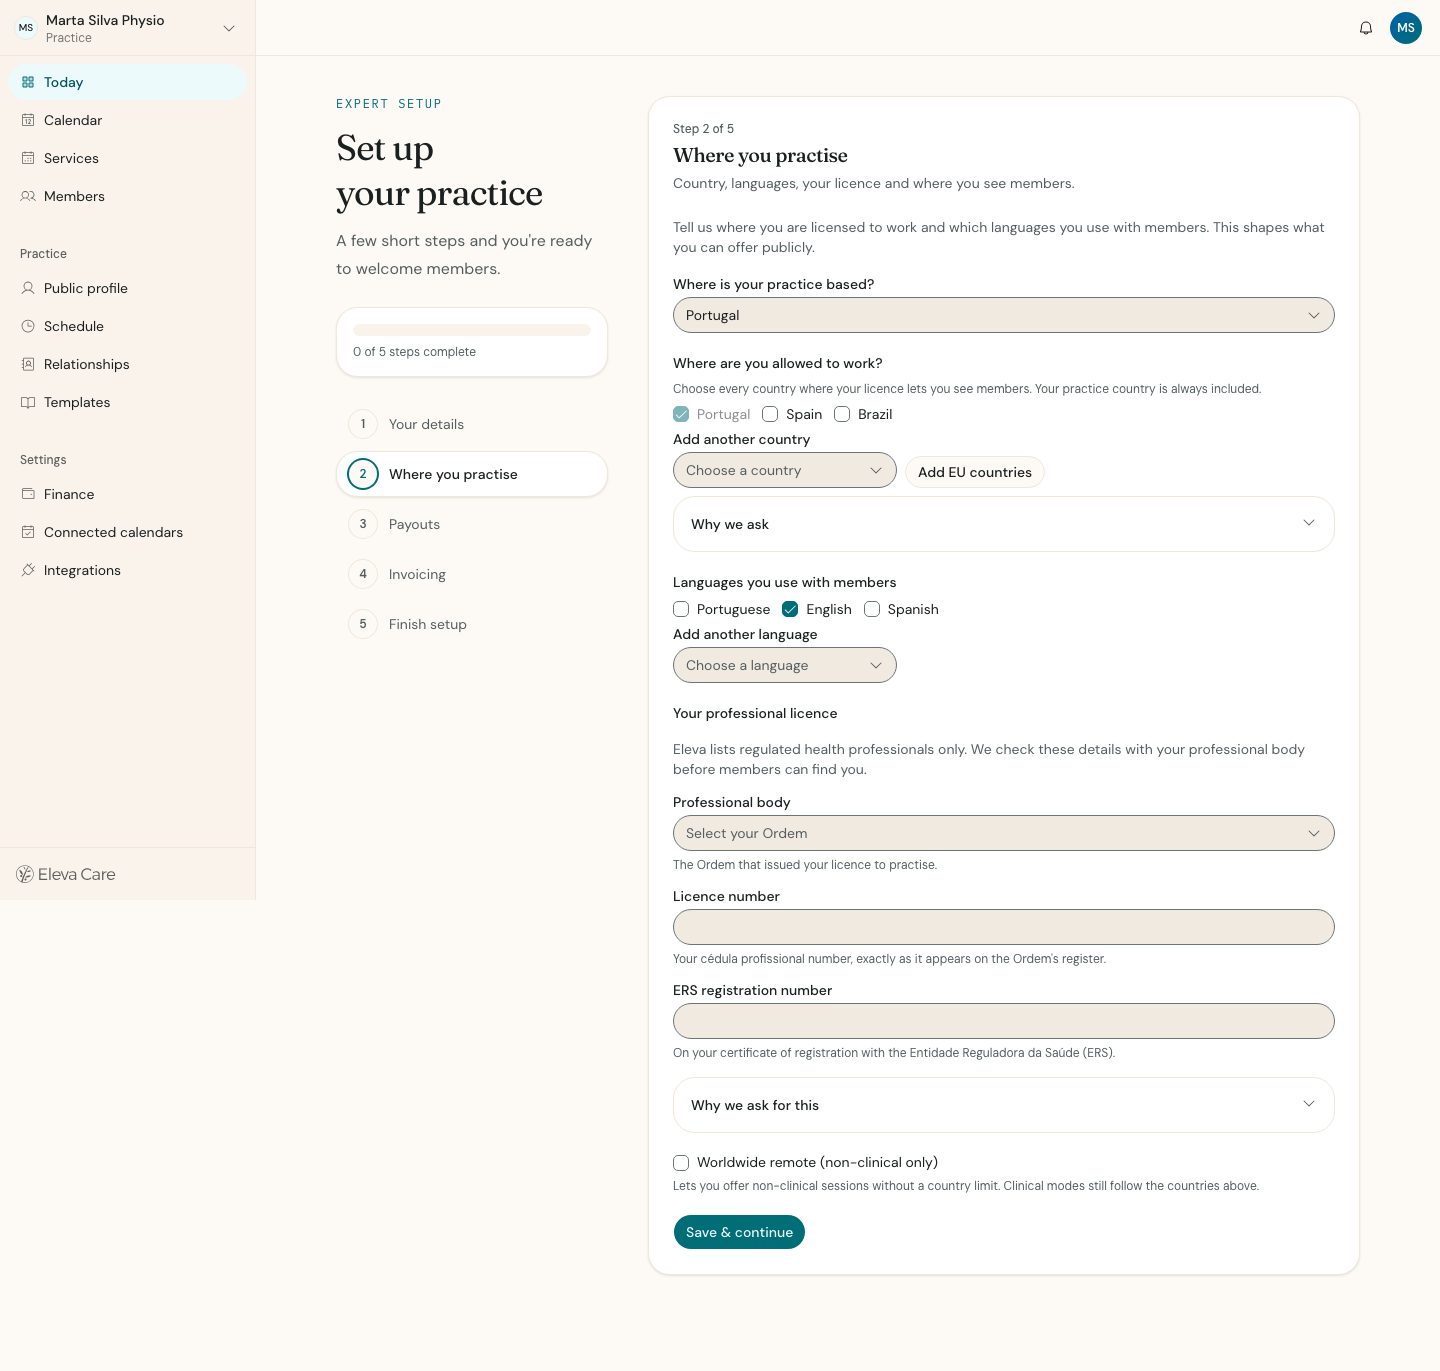 MS
Marta Silva Physio
Practice
Today
Calendar
Services
Members
Practice
Public profile
Schedule
Relationships
Templates
Settings
Finance
Connected calendars
Integrations
Eleva Care
MS
EXPERT SETUP
Set up
your practice
A few short steps and you're ready
to welcome members.
0 of 5 steps complete
1 Your details
2 Where you practise
3 Payouts
4 Invoicing
5 Finish setup
Step 2 of 5
Where you practise
Country, languages, your licence and where you see members.
Tell us where you are licensed to work and which languages you use with members. This shapes what
you can offer publicly.
Where is your practice based?
Portugal
Where are you allowed to work?
Choose every country where your licence lets you see members. Your practice country is always included.
Portugal Spain Brazil
Add another country
Choose a country Add EU countries
Why we ask
Languages you use with members
Portuguese English Spanish
Add another language
Choose a language
Your professional licence
Eleva lists regulated health professionals only. We check these details with your professional body
before members can find you.
Professional body
Select your Ordem
The Ordem that issued your licence to practise.
Licence number
Your cédula profissional number, exactly as it appears on the Ordem's register.
ERS registration number
On your certificate of registration with the Entidade Reguladora da Saúde (ERS).
Why we ask for this
Worldwide remote (non-clinical only)
Lets you offer non-clinical sessions without a country limit. Clinical modes still follow the countries above.
Save & continue